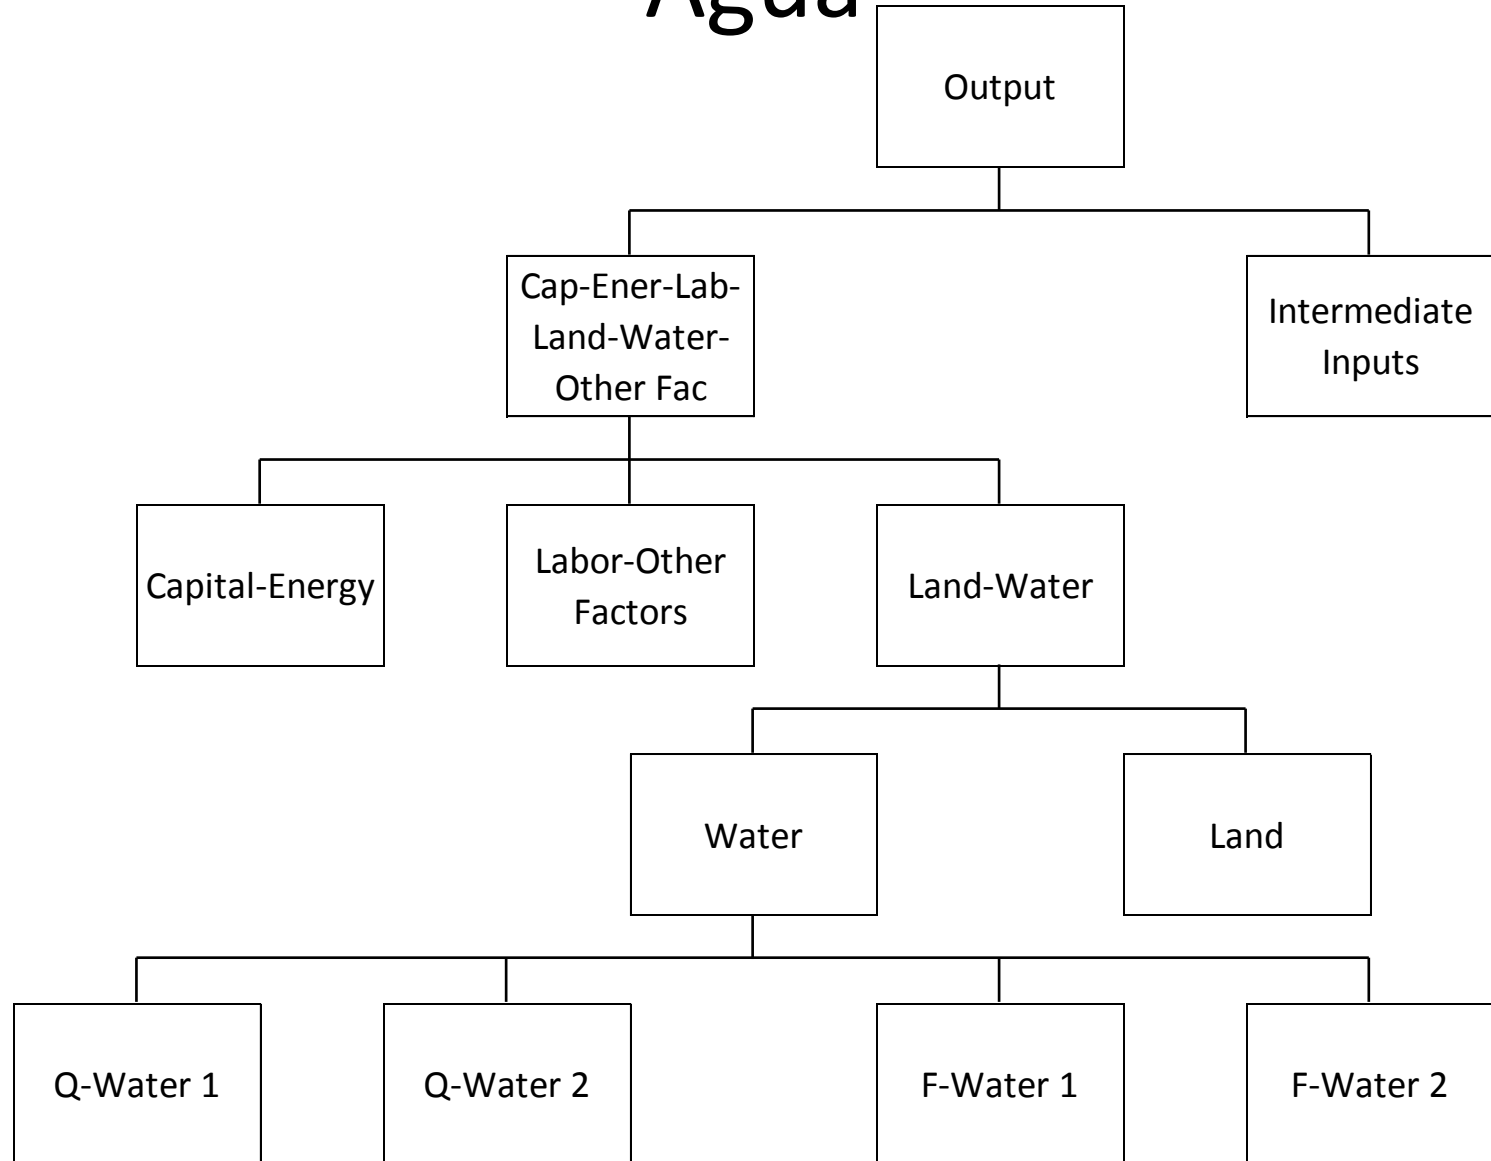 Agua
Output
Cap-Ener-Lab-
Land-Water-
Other Fac
Intermediate
Inputs
Capital-Energy
Labor-Other
Factors
Land-Water
Water
Land
Q-Water 1
Q-Water 2
F-Water 1
F-Water 2